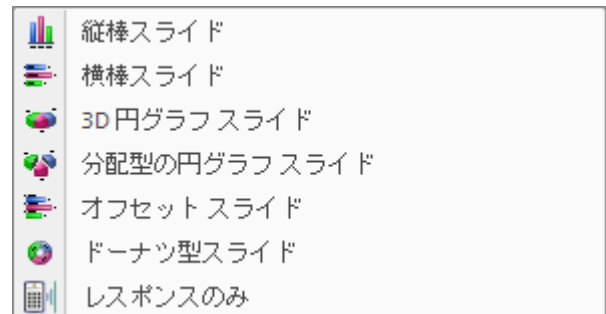 縦棒スライド
横棒スライド
3D 円グラフ スライド
分配型の円グラフ スライド
オフセット スライド
ドーナツ型スライド
レスポンスのみ